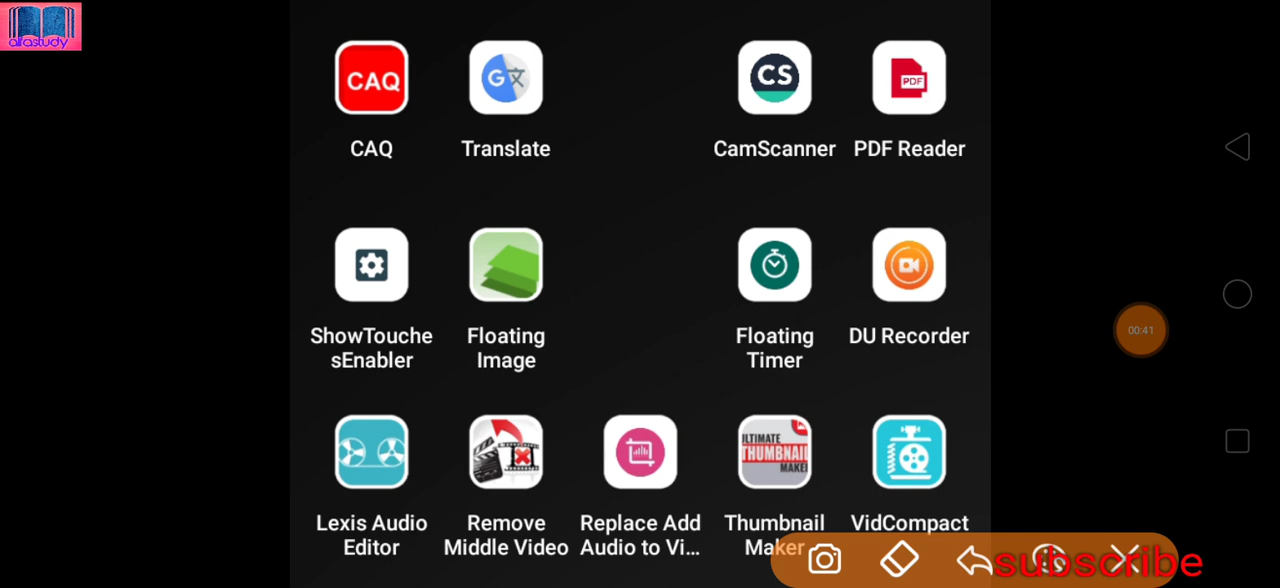 alfastudy
CAQ
CAQ
G
Translate
CS
CamScanner
PDF
PDF Reader
ShowTouche
sEnabler
Floating
Image
Floating
Timer
DU Recorder
00:41
Lexis Audio
Editor
Remove
Middle Video
Replace Add
Audio to Vi...
ULTIMATE
THUMBNAIL
MAKER
Thumbnail
Maker
VidCompact
subscribe